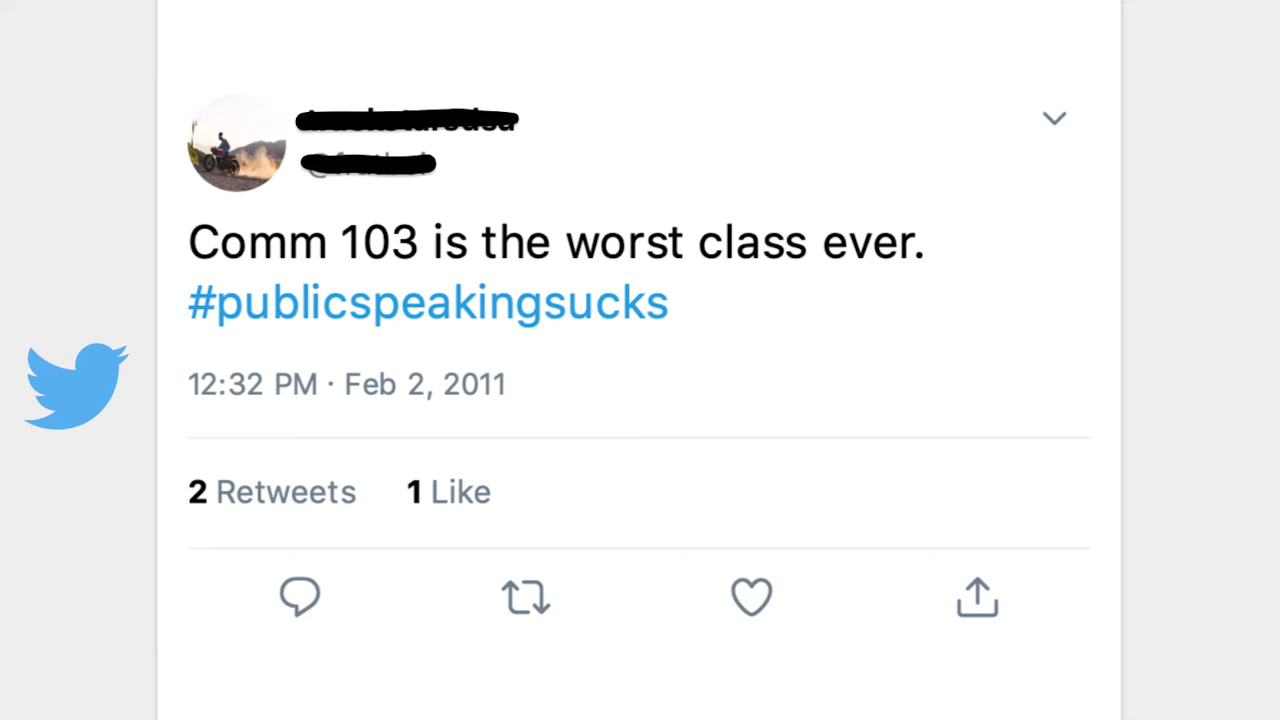 Comm 103 is the worst class ever.
#publicspeakingsucks
12:32 PM · Feb 2, 2011
2 Retweets 1 Like